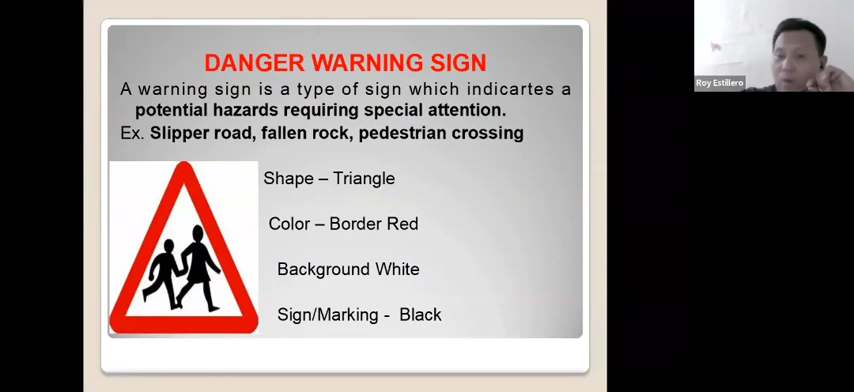 DANGER WARNING SIGN
A warning sign is a type of sign which indicartes a
potential hazards requiring special attention.
Ex. Slipper road, fallen rock, pedestrian crossing
Shape – Triangle
Color – Border Red
Background White
Sign/Marking - Black
Roy Estillero